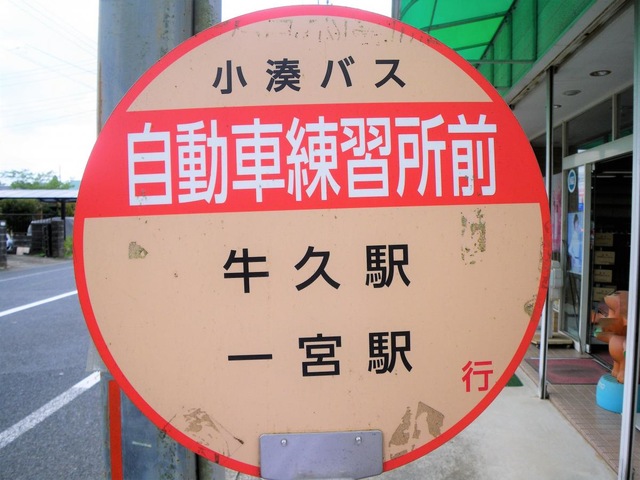 小湊バス
自動車練習所前
牛久駅
一宮駅
行